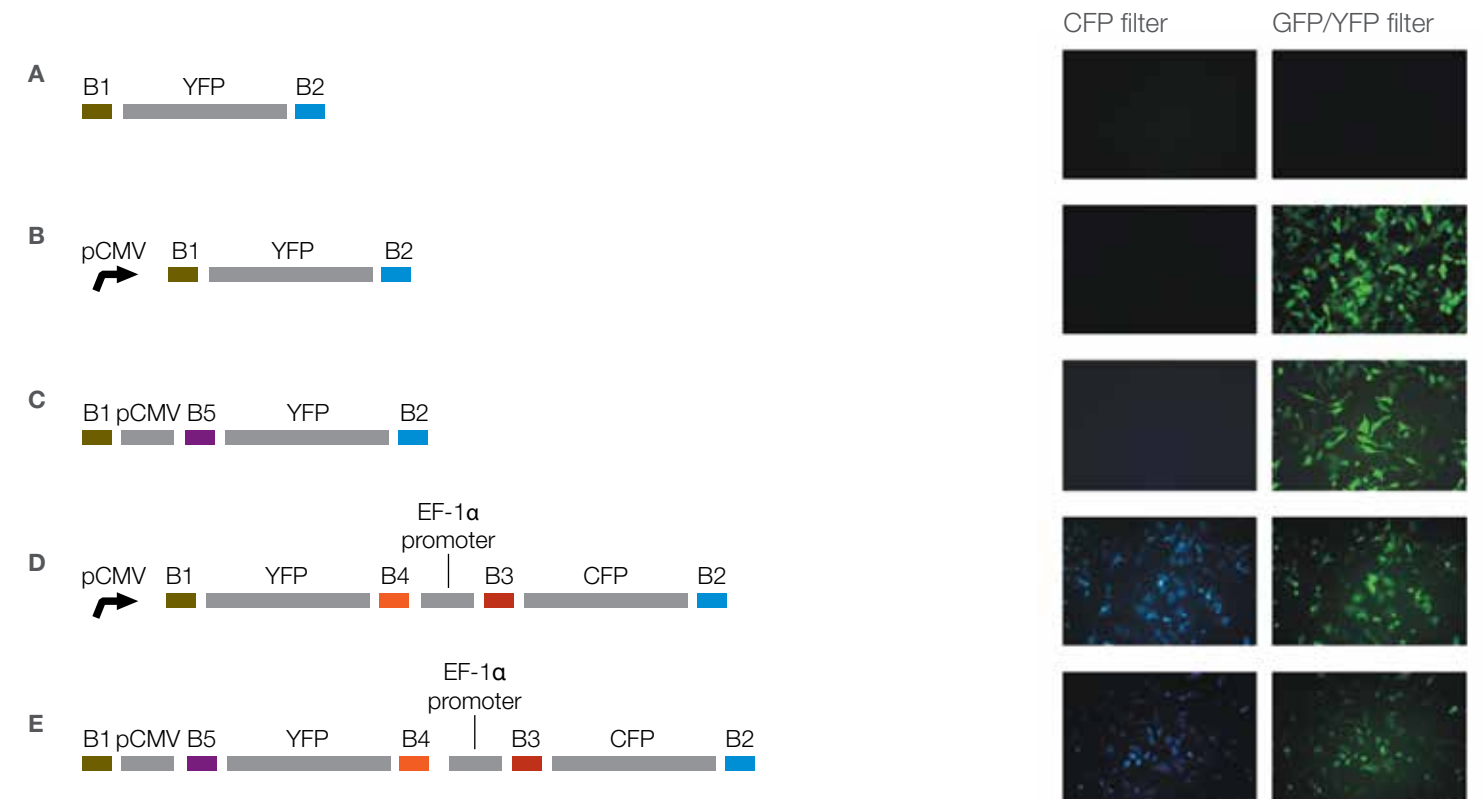 CFP filter GFP/YFP filter
A
B1 YFP B2
B
pCMV B1 YFP B2
C
B1 pCMV B5 YFP B2
EF-1α
promoter
D
pCMV B1 YFP B4 B3 CFP B2
EF-1α
promoter
E
B1 pCMV B5 YFP B4 B3 CFP B2